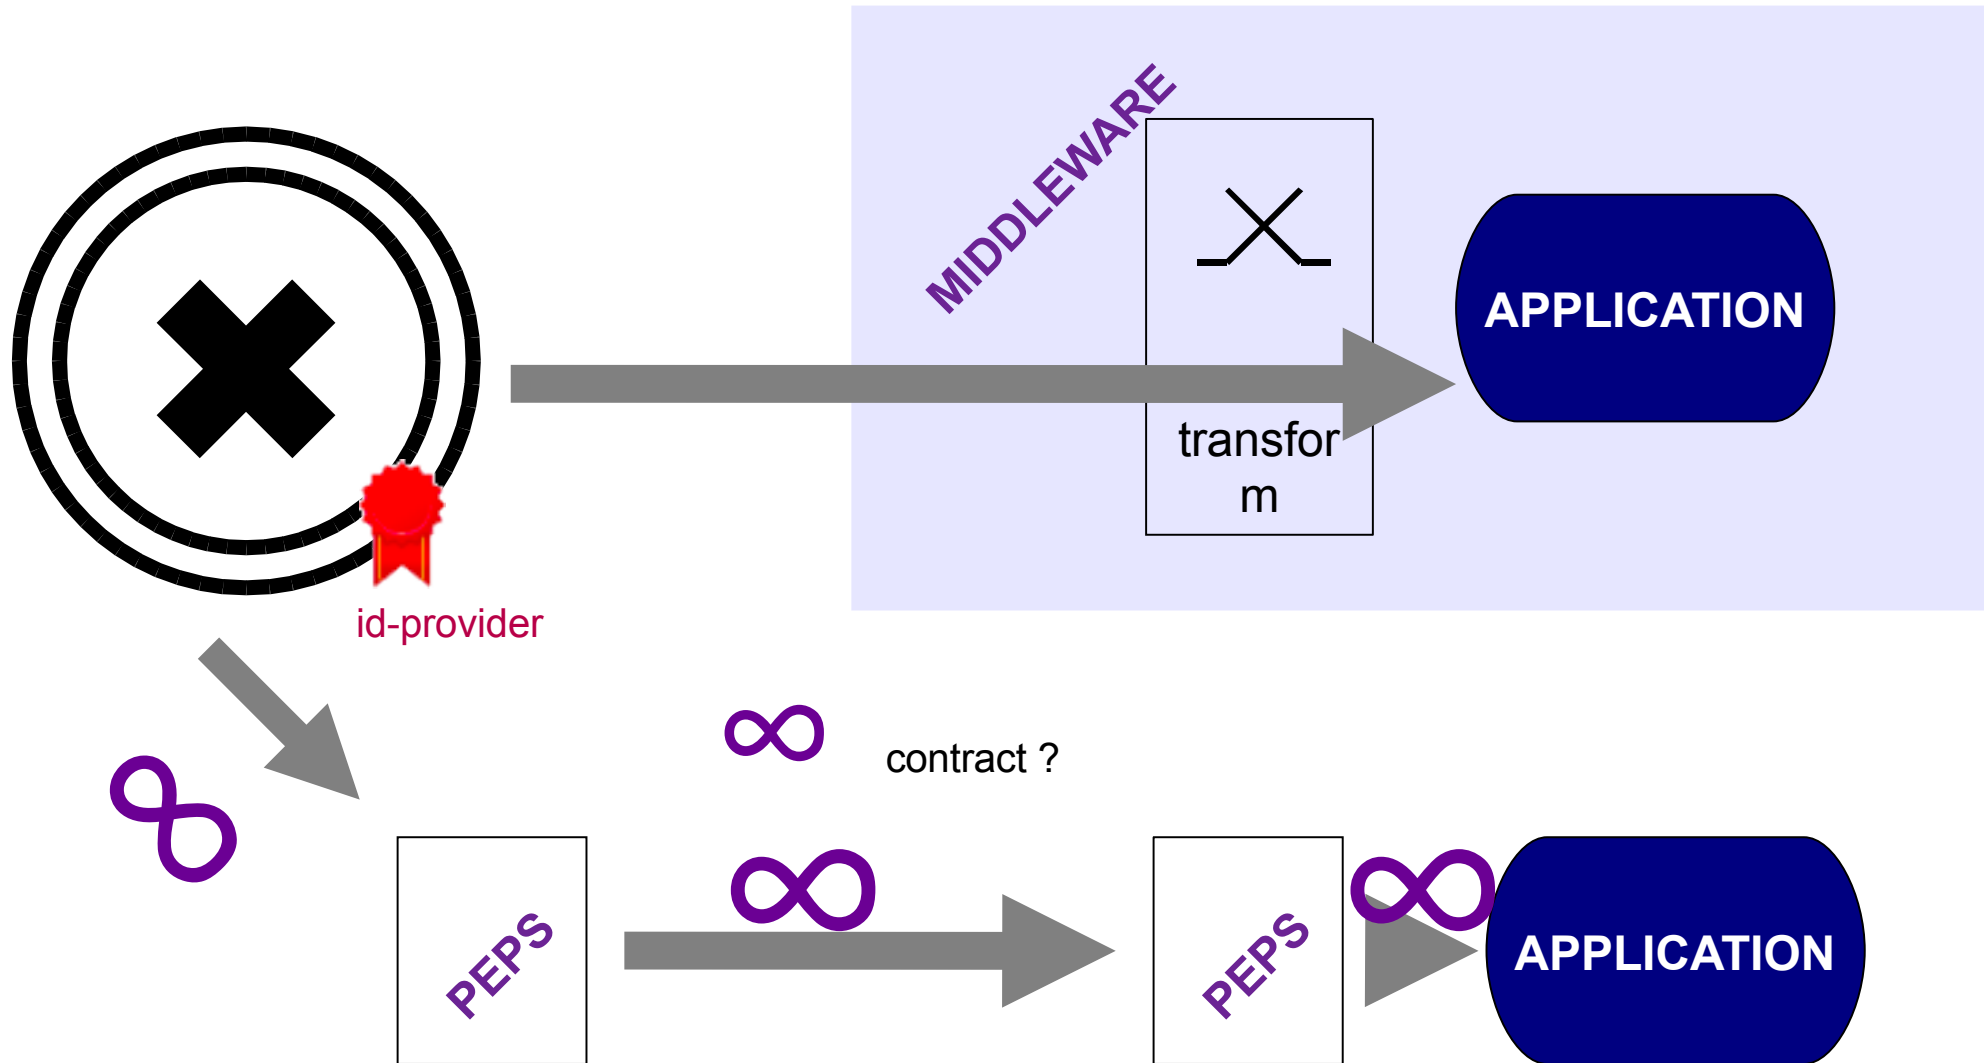 MIDDLEWARE
APPLICATION
transfor
m
id-provider
contract ?
PEPS
PEPS
APPLICATION